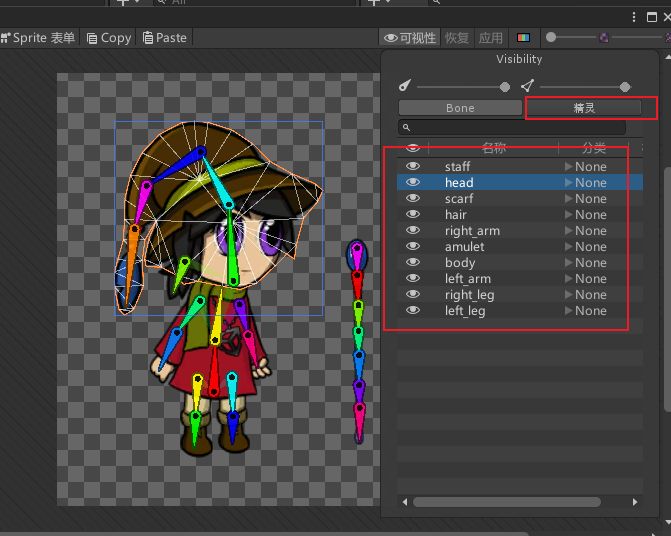 All
Sprite 表单 Copy Paste 可视性 恢复 应用
Visibility
Bone 精灵
名称 分类
staff None
head None
scarf None
hair None
right_arm None
amulet None
body None
left_arm None
right_leg None
left_leg None